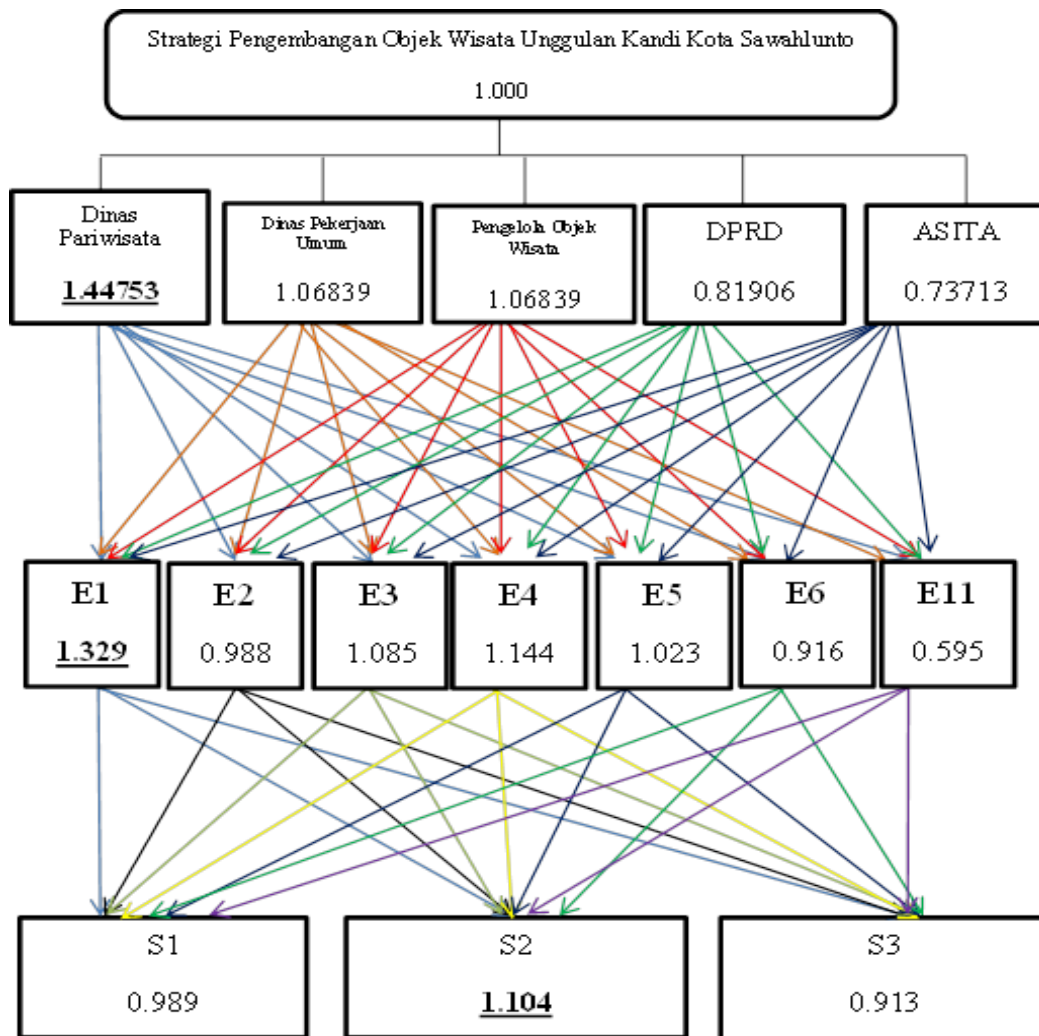 Strategi Pengembangan Objek Wisata Unggulan Kandi Kota Sawahlunto
1.000
Dinas
Pariwisata
1.44753
Dinas Pekerjaan
Umum
1.06839
Pengelola Objek
Wisata
1.06839
DPRD
0.81906
ASITA
0.73713
E1
1.329
E2
0.988
E3
1.085
E4
1.144
E5
1.023
E6
0.916
E11
0.595
S1
0.989
S2
1.104
S3
0.913